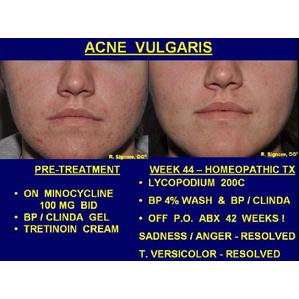 ACNE VULGARIS
R. Signore, DO®
R. Signore, DO®
PRE-TREATMENT
• ON MINOCYCLINE
100 MG BID
• BP / CLINDA GEL
• TRETINOIN CREAM
WEEK 44 – HOMEOPATHIC TX
• LYCOPODIUM 200C
• BP 4% WASH & BP / CLINDA
• OFF P.O. ABX 42 WEEKS !
SADNESS / ANGER - RESOLVED
T. VERSICOLOR - RESOLVED